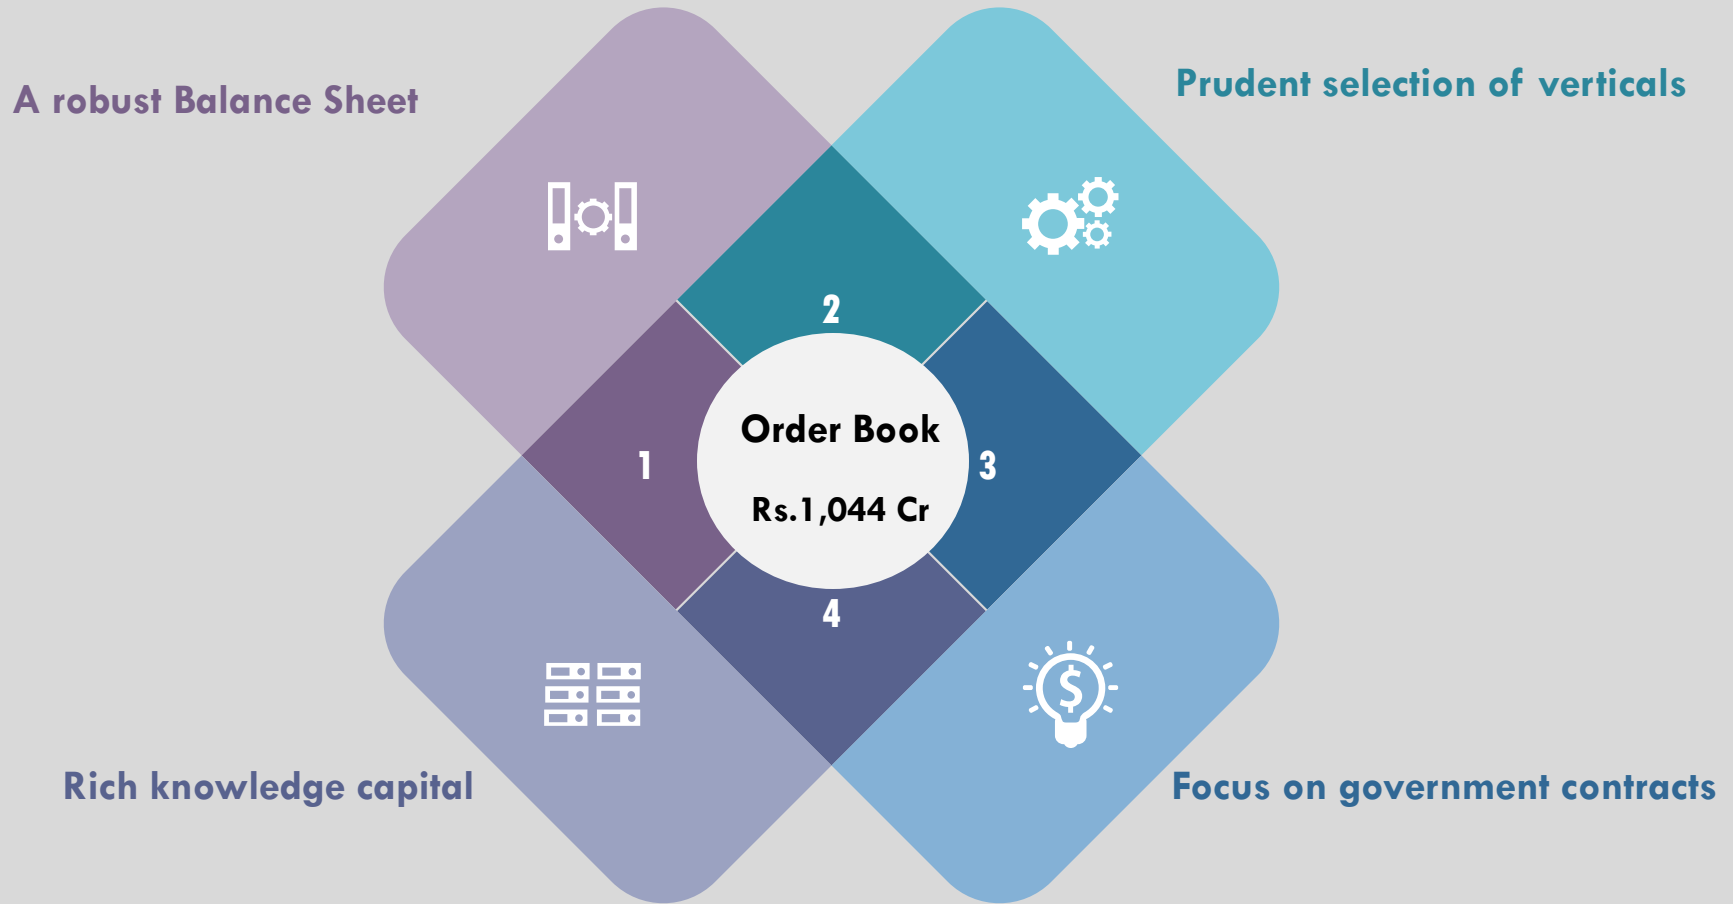 A robust Balance Sheet
Prudent selection of verticals
2
Order Book
1
3
Rs.1,044 Cr
4
$
Rich knowledge capital
Focus on government contracts